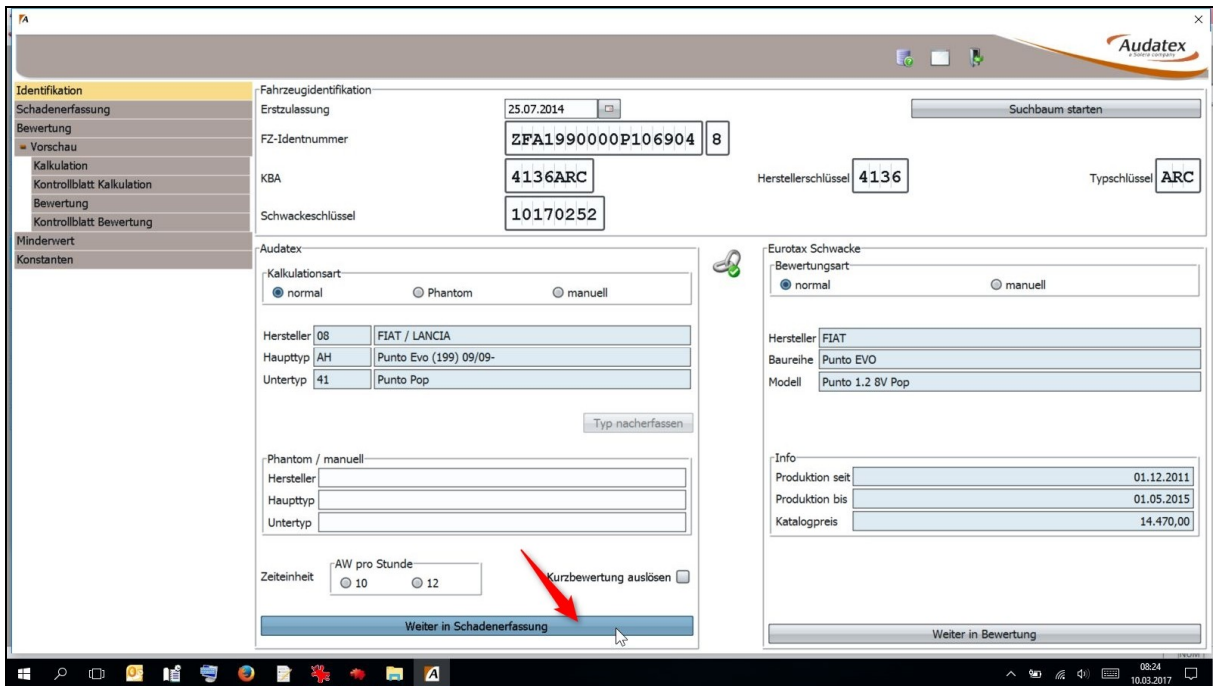 Audatex
a Solera company
Identifikation
Schadenerfassung
Bewertung
Vorschau
Kalkulation
Kontrollblatt Kalkulation
Bewertung
Kontrollblatt Bewertung
Minderwert
Konstanten
Fahrzeugidentifikation
Erstzulassung 25.07.2014 Suchbaum starten
FZ-Identnummer ZFA1990000P106904 8
KBA 4136ARC Herstellerschlüssel 4136 Typschlüssel ARC
Schwackeschlüssel 10170252
Audatex
Kalkulationsart
normal Phantom manuell
Hersteller 08 FIAT / LANCIA
Haupttyp AH Punto Evo (199) 09/09-
Untertyp 41 Punto Pop
Typ nacherfassen
Phantom / manuell
Hersteller
Haupttyp
Untertyp
Zeiteinheit AW pro Stunde
10 12
Kurzbewertung auslösen
Weiter in Schadenerfassung
Eurotax Schwacke
Bewertungsart
normal manuell
Hersteller FIAT
Baureihe Punto EVO
Modell Punto 1.2 8V Pop
Info
Produktion seit 01.12.2011
Produktion bis 01.05.2015
Katalogpreis 14.470,00
Weiter in Bewertung
08:24
10.03.2017